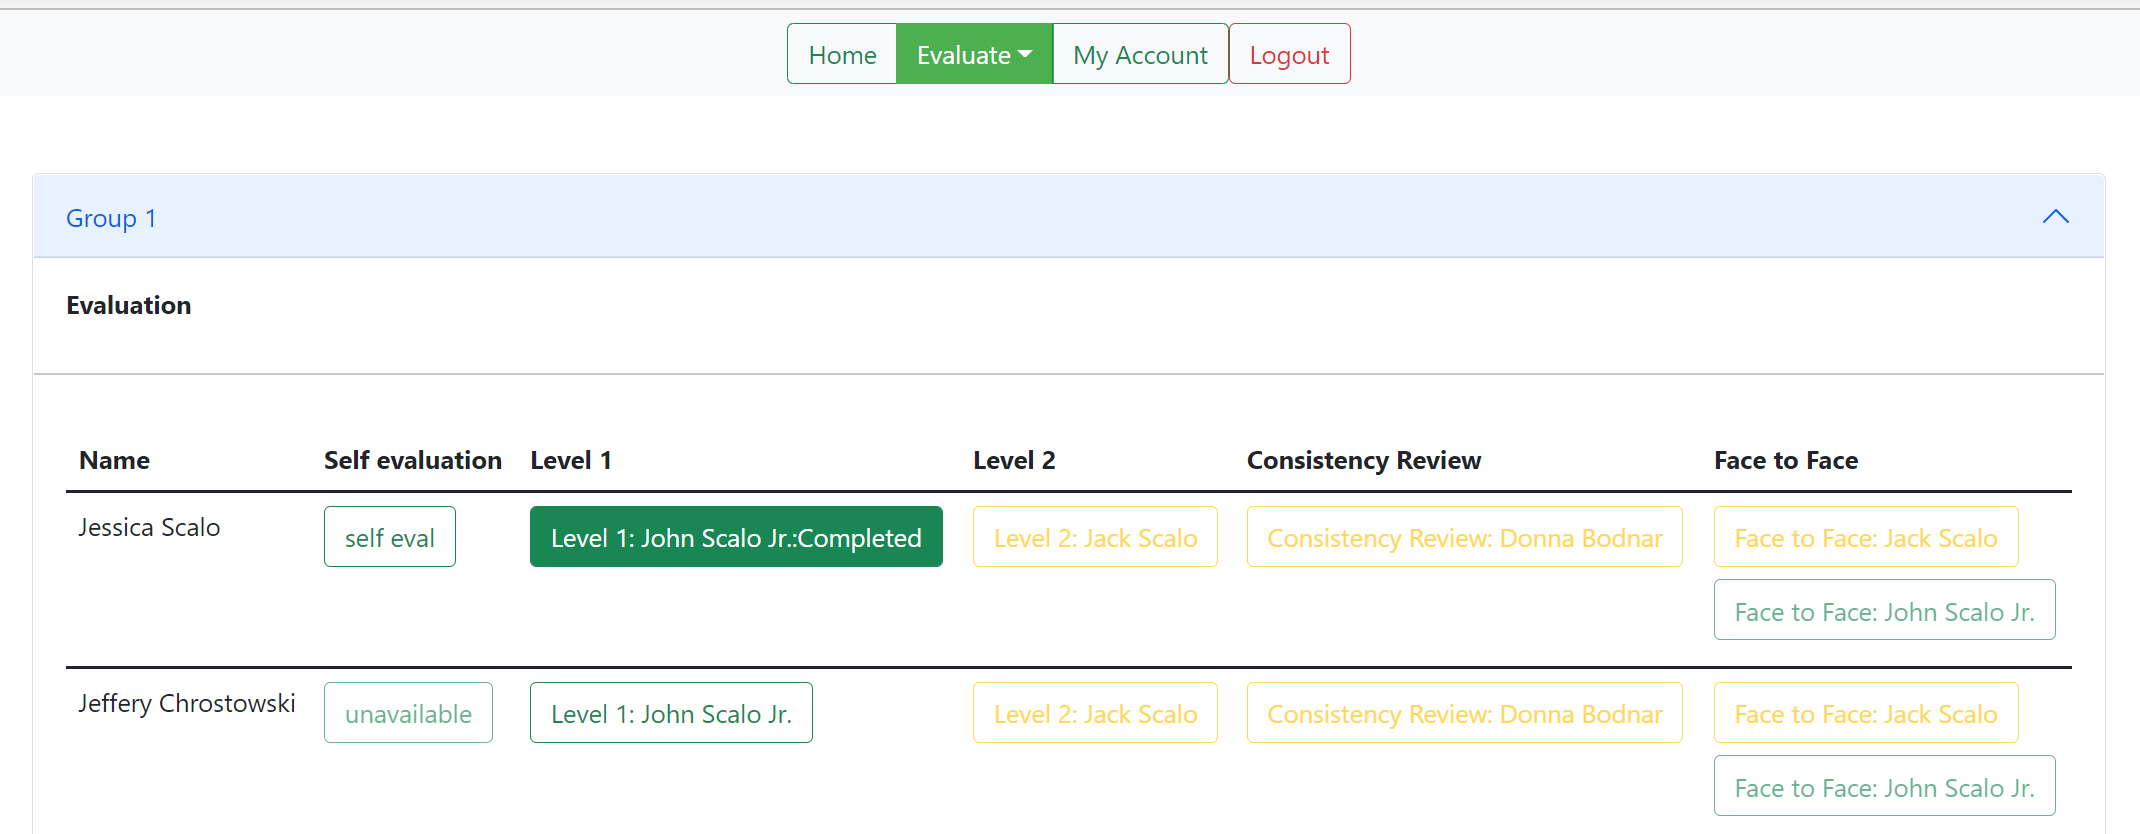 Home Evaluate My Account Logout
Group 1
Evaluation
Name Self evaluation Level 1 Level 2 Consistency Review Face to Face
Jessica Scalo self eval Level 1: John Scalo Jr.:Completed Level 2: Jack Scalo Consistency Review: Donna Bodnar Face to Face: Jack Scalo
Face to Face: John Scalo Jr.
Jeffery Chrostowski unavailable Level 1: John Scalo Jr. Level 2: Jack Scalo Consistency Review: Donna Bodnar Face to Face: Jack Scalo
Face to Face: John Scalo Jr.